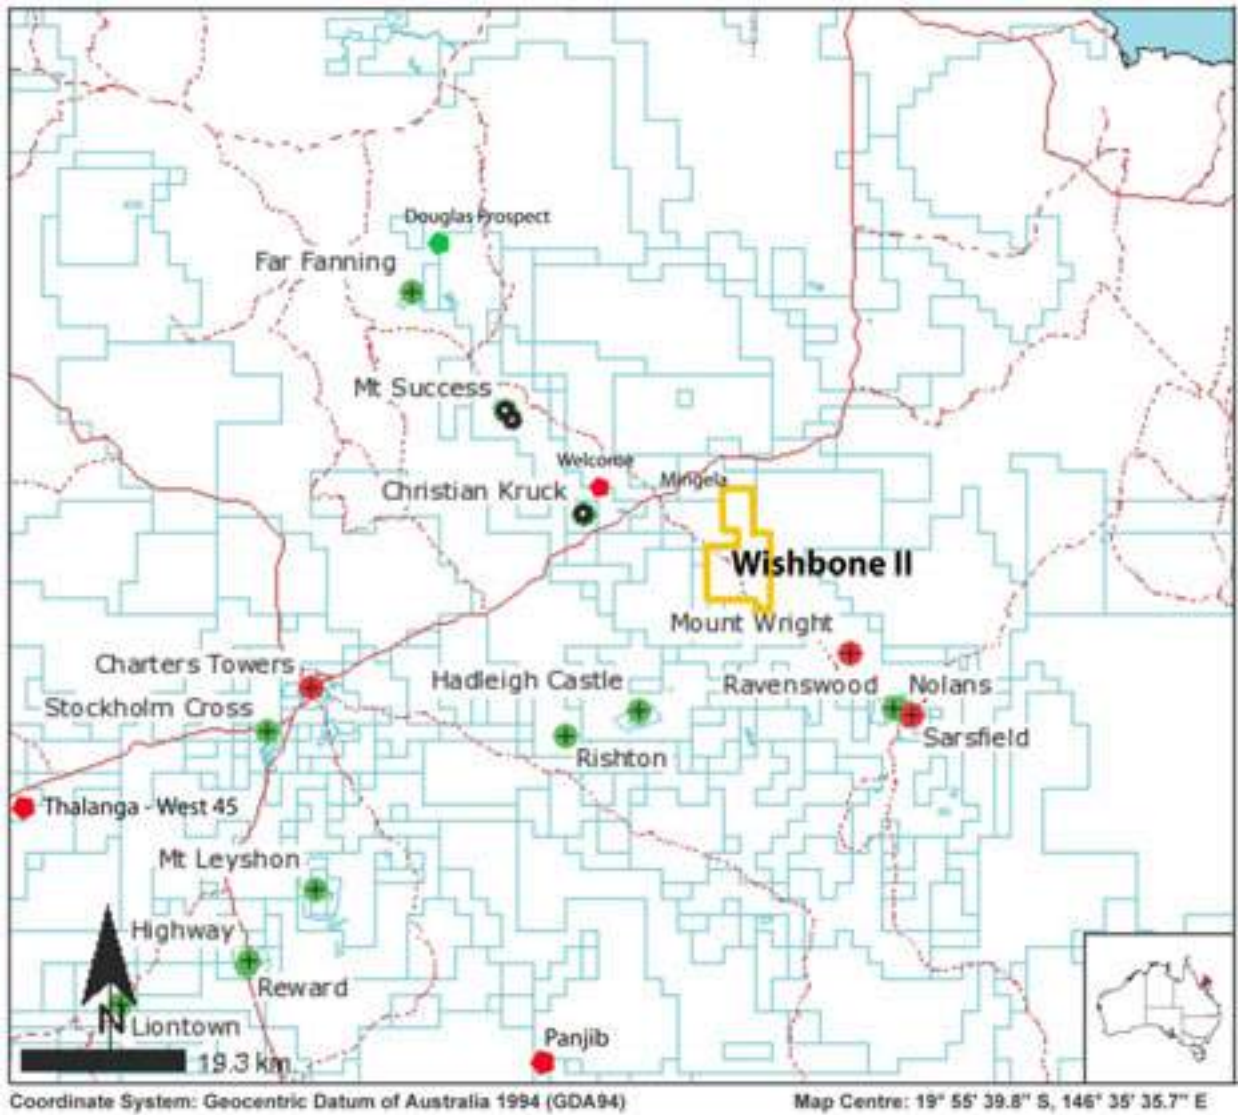 Douglas Prospect
Far Fanning
Mt Success
Welcome
Mingela
Christian Kruck
Wishbone II
Mount Wright
Charters Towers
Hadleigh Castle
Ravenswood
Nolans
Stockholm Cross
Sarsfield
Rishton
Thalanga - West 45
Mt Leyshon
Highway
Reward
N
Liontown
Panjib
19.3 km
Coordinate System: Geocentric Datum of Australia 1994 (GDA94)
Map Centre: 19° 55' 39.8" S, 146° 35' 35.7" E